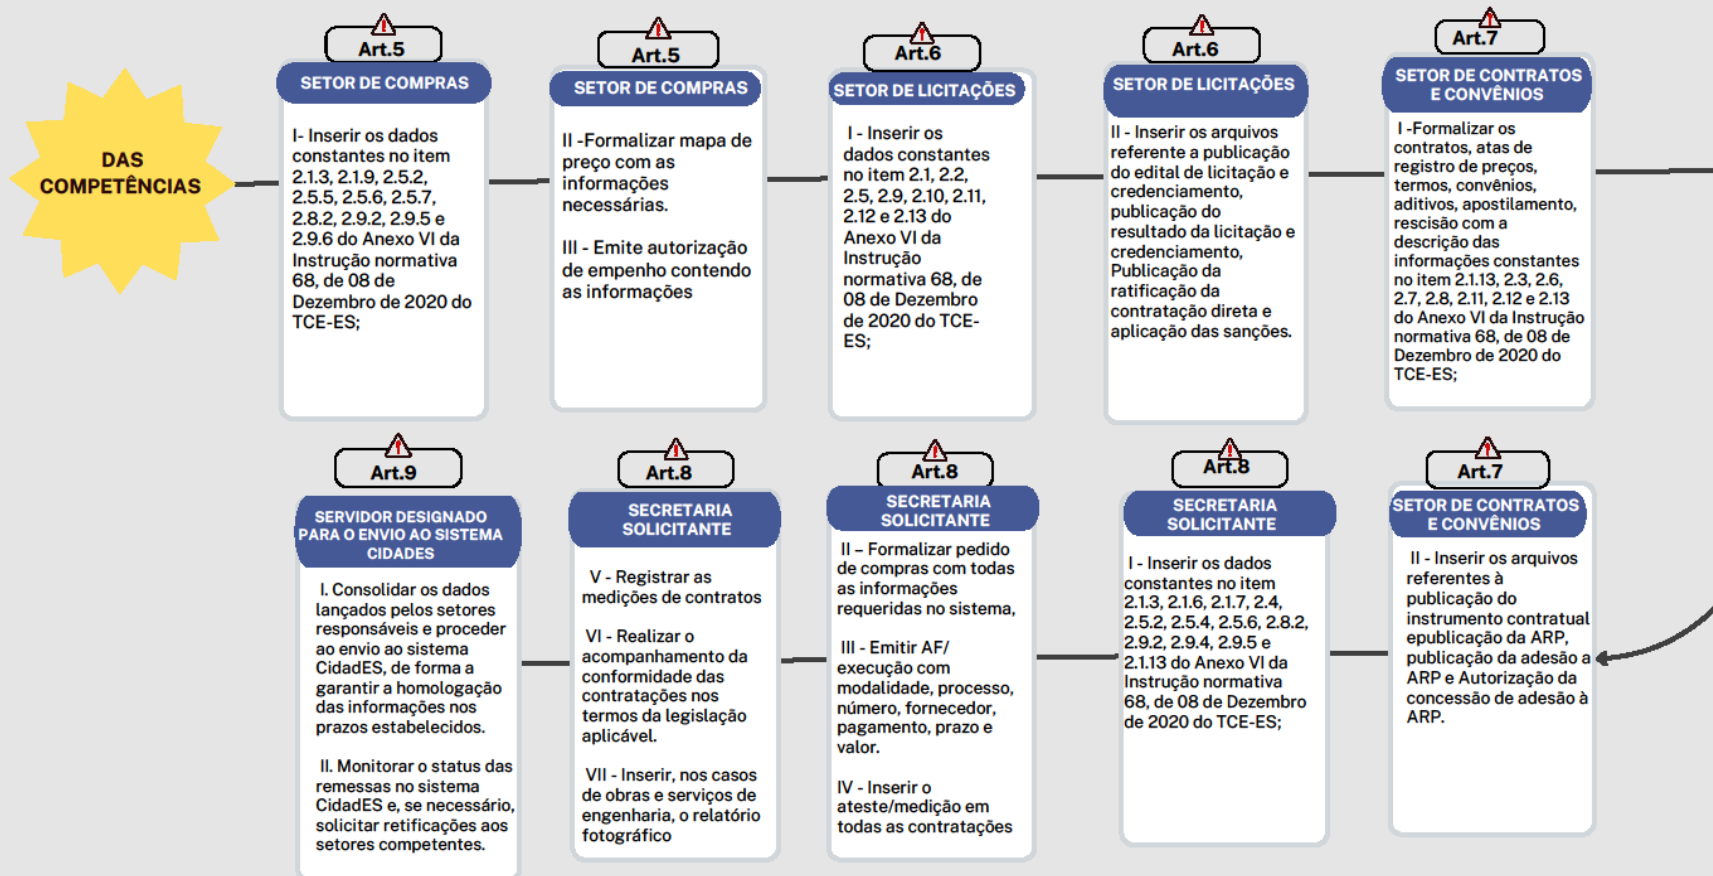 DAS
COMPETÊNCIAS
Art.5
SETOR DE COMPRAS
I- Inserir os dados
constantes no item
2.1.3, 2.1.9, 2.5.2,
2.5.5, 2.5.6, 2.5.7,
2.8.2, 2.9.2, 2.9.5 e
2.9.6 do Anexo VI da
Instrução normativa
68, de 08 de
Dezembro de 2020 do
TCE-ES;
Art.5
SETOR DE COMPRAS
II -Formalizar mapa de
preço com as
informações
necessárias.
III - Emite autorização
de empenho contendo
as informações
Art.6
SETOR DE LICITAÇÕES
I - Inserir os
dados constantes
no item 2.1, 2.2,
2.5, 2.9, 2.10, 2.11,
2.12 e 2.13 do
Anexo VI da
Instrução
normativa 68, de
08 de Dezembro
de 2020 do TCE-
ES;
Art.6
SETOR DE LICITAÇÕES
II - Inserir os arquivos
referente a publicação
do edital de licitação e
credenciamento,
publicação do
resultado da licitação e
credenciamento,
Publicação da
ratificação da
contratação direta e
aplicação das sanções.
Art.7
SETOR DE CONTRATOS
E CONVÊNIOS
I -Formalizar os
contratos, atas de
registro de preços,
termos, convênios,
aditivos, apostilamento,
rescisão com a
descrição das
informações constantes
no item 2.1.13, 2.3, 2.6,
2.7, 2.8, 2.11, 2.12 e 2.13
do Anexo VI da Instrução
normativa 68, de 08 de
Dezembro de 2020 do
TCE-ES;
Art.7
SETOR DE CONTRATOS
E CONVÊNIOS
II - Inserir os arquivos
referentes à
publicação do
instrumento contratual
epublicação da ARP,
publicação da adesão a
ARP e Autorização da
concessão de adesão à
ARP.
Art.8
SECRETARIA
SOLICITANTE
I - Inserir os dados
constantes no item
2.1.3, 2.1.6, 2.1.7, 2.4,
2.5.2, 2.5.4, 2.5.6, 2.8.2,
2.9.2, 2.9.4, 2.9.5 e
2.1.13 do Anexo VI da
Instrução normativa
68, de 08 de Dezembro
de 2020 do TCE-ES;
Art.8
SECRETARIA
SOLICITANTE
II – Formalizar pedido
de compras com todas
as informações
requeridas no sistema,
III - Emitir AF/
execução com
modalidade, processo,
número, fornecedor,
pagamento, prazo e
valor.
IV - Inserir o
ateste/medição em
todas as contratações
Art.8
SECRETARIA
SOLICITANTE
V - Registrar as
medições de contratos
VI - Realizar o
acompanhamento da
conformidade das
contratações nos
termos da legislação
aplicável.
VII - Inserir, nos casos
de obras e serviços de
engenharia, o relatório
fotográfico
Art.9
SERVIDOR DESIGNADO
PARA O ENVIO AO SISTEMA
CIDADES
I. Consolidar os dados
lançados pelos setores
responsáveis e proceder
ao envio ao sistema
CidadES, de forma a
garantir a homologação
das informações nos
prazos estabelecidos.
II. Monitorar o status das
remessas no sistema
CidadES e, se necessário,
solicitar retificações aos
setores competentes.